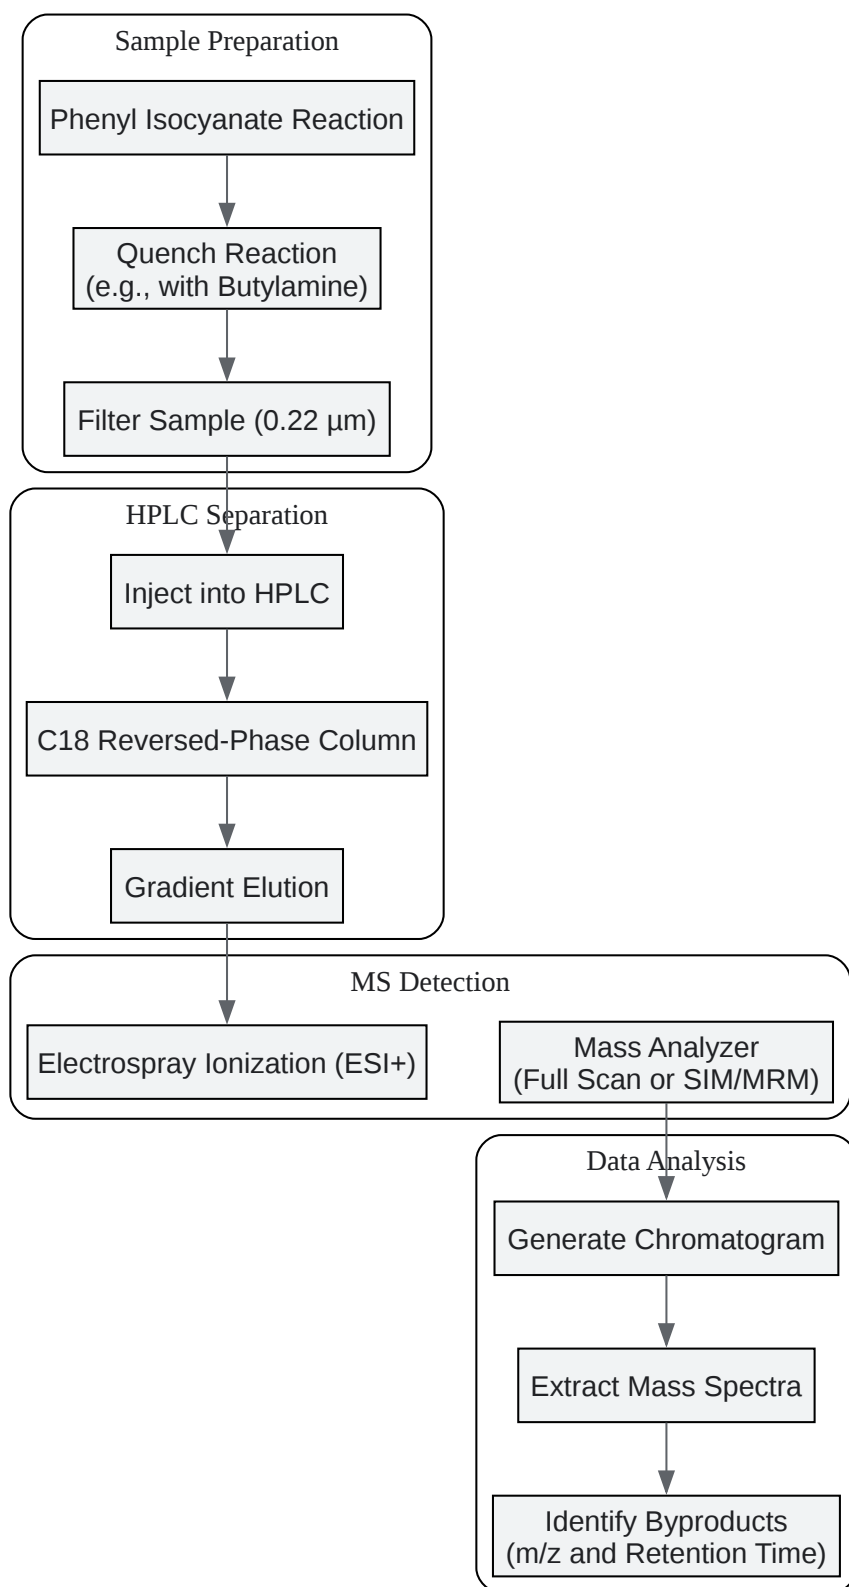 Sample Preparation
Phenyl Isocyanate Reaction
Quench Reaction
(e.g., with Butylamine)
Filter Sample (0.22 µm)
HPLC Separation
Inject into HPLC
C18 Reversed-Phase Column
Gradient Elution
MS Detection
Electrospray Ionization (ESI+)
Mass Analyzer
(Full Scan or SIM/MRM)
Data Analysis
Generate Chromatogram
Extract Mass Spectra
Identify Byproducts
(m/z and Retention Time)